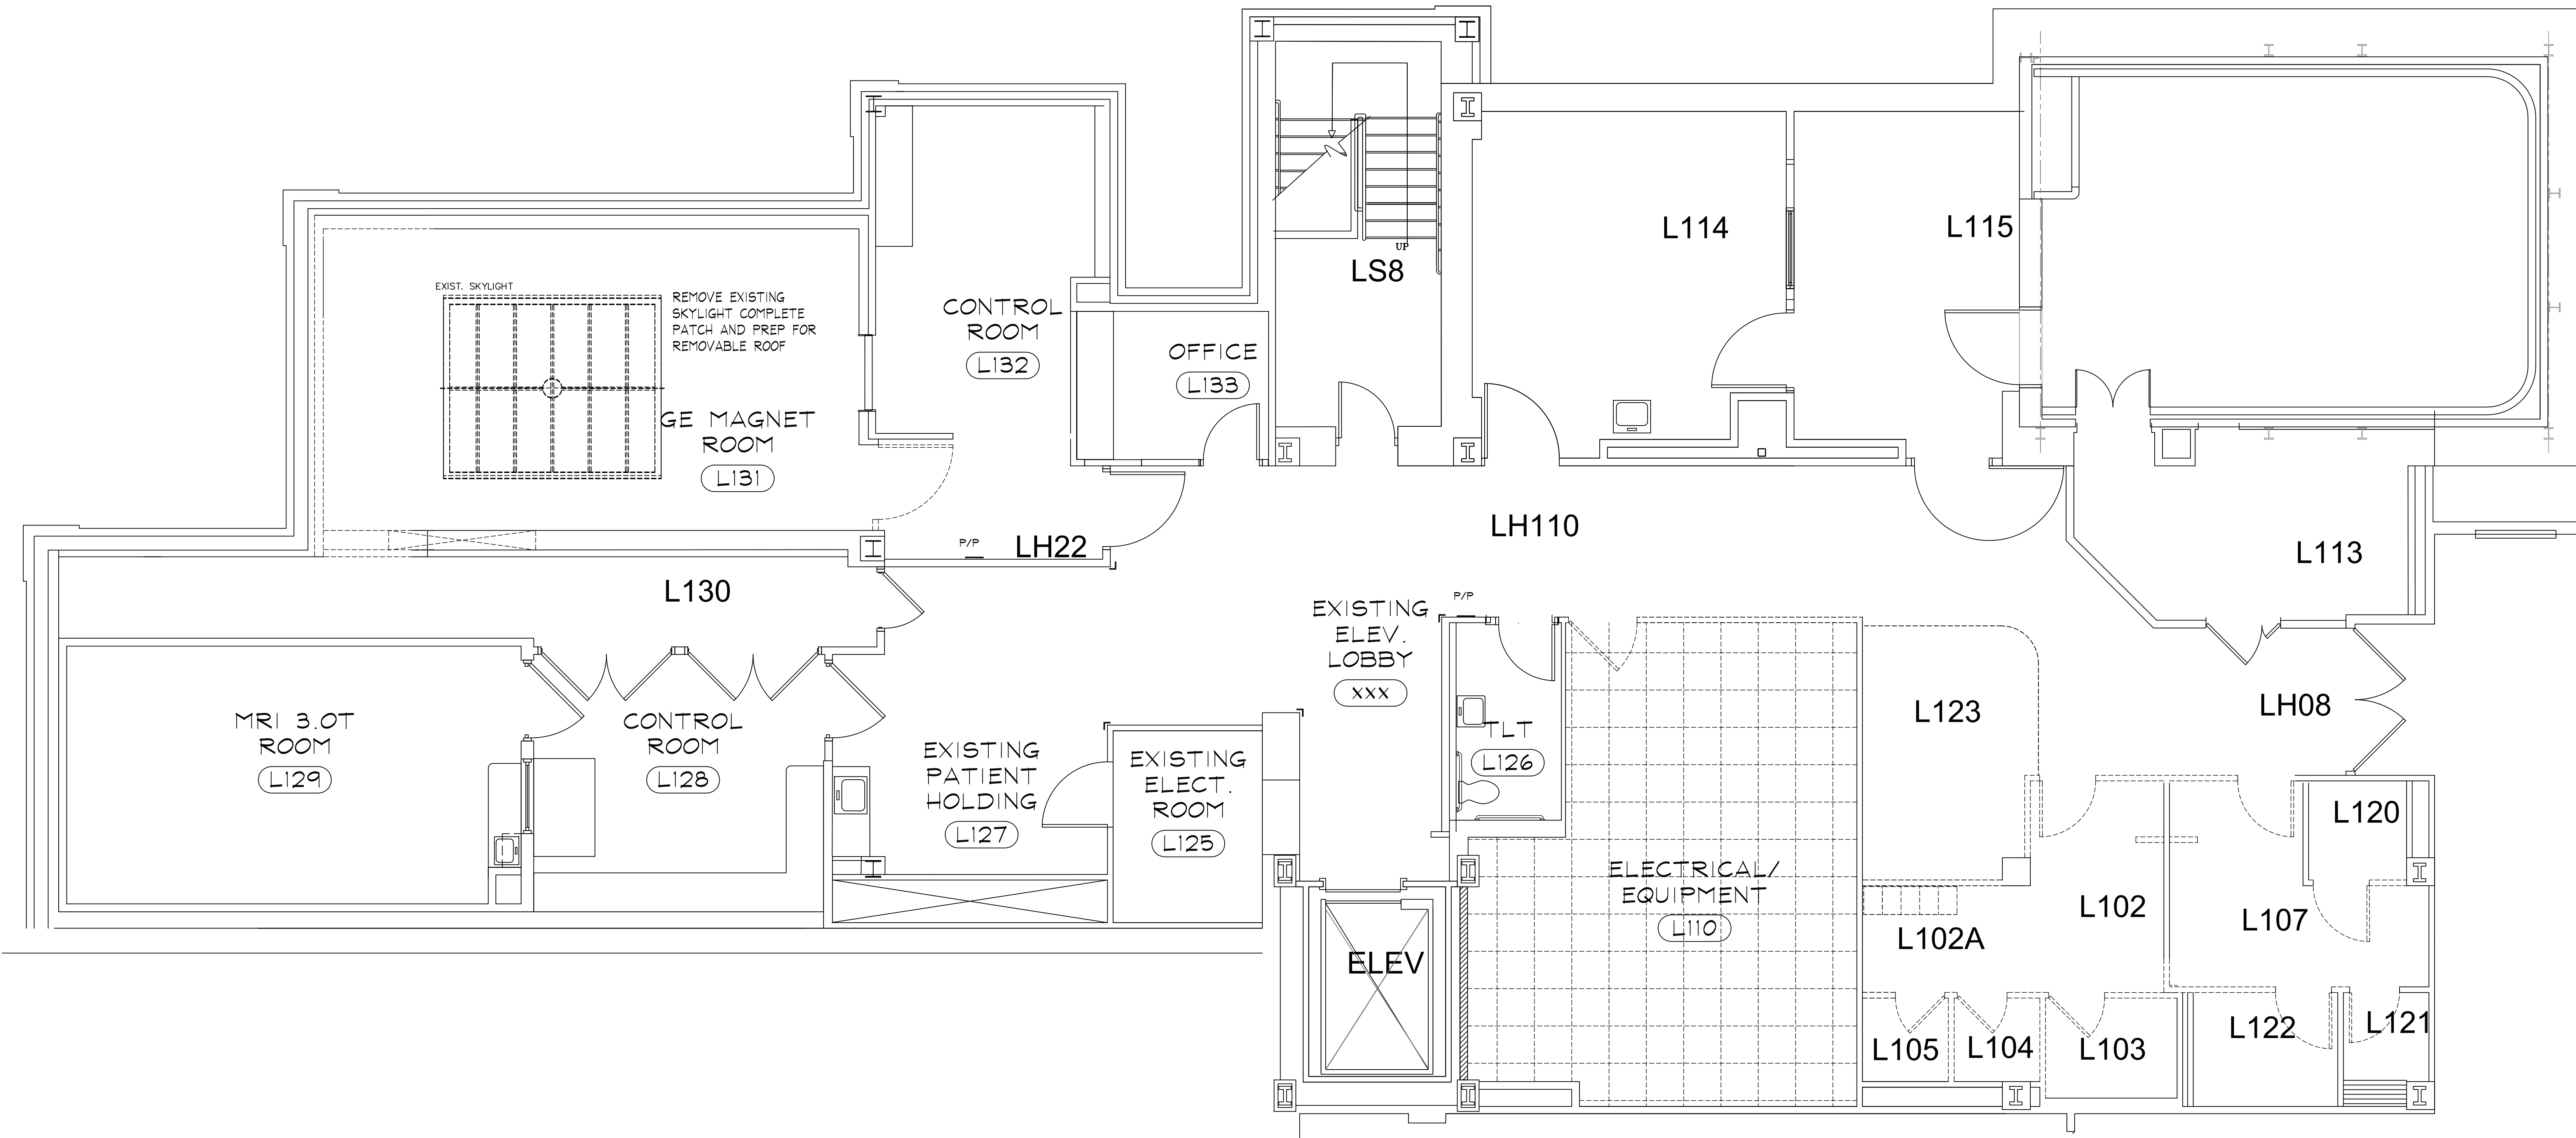 UP
LS8
L114
L115
EXIST. SKYLIGHT
REMOVE EXISTING
SKYLIGHT COMPLETE
PATCH AND PREP FOR
REMOVABLE ROOF
CONTROL
ROOM
L132
OFFICE
L133
GE MAGNET
ROOM
L131
P/P
LH22
LH110
L113
L130
P/P
EXISTING
ELEV.
LOBBY
XXX
MRI 3.0T
ROOM
L129
CONTROL
ROOM
L128
EXISTING
PATIENT
HOLDING
L127
EXISTING
ELECT.
ROOM
L125
TLT
L126
L123
LH08
L120
ELECTRICAL/
EQUIPMENT
L110
L102
L107
L102A
ELEV
L105
L104
L103
L122
L121